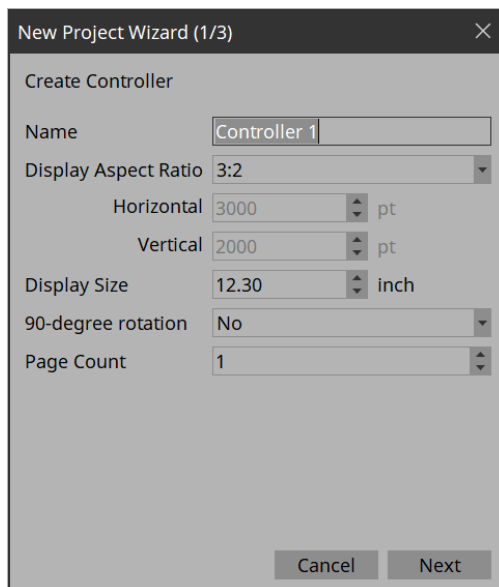 New Project Wizard (1/3)
Create Controller
Name Controller 1
Display Aspect Ratio 3:2
Horizontal 3000 pt
Vertical 2000 pt
Display Size 12.30 inch
90-degree rotation No
Page Count 1
Cancel Next